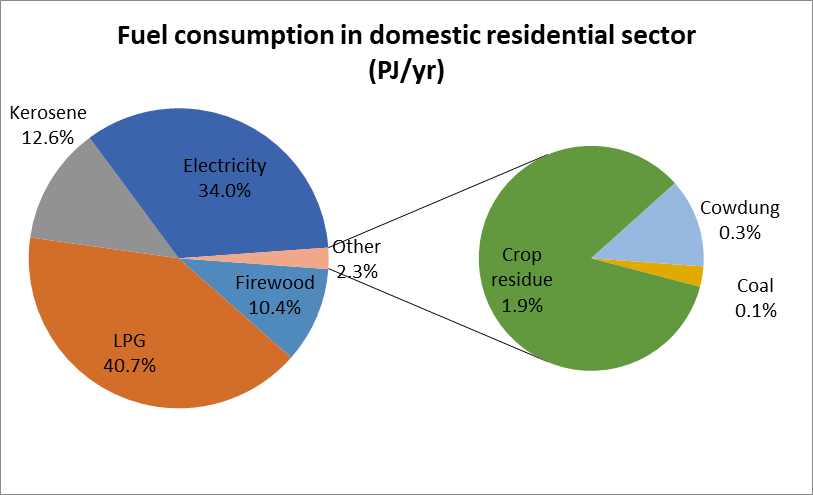 Fuel consumption in domestic residential sector
(PJ/yr)
Kerosene
12.6%
Electricity
34.0%
Other
2.3%
Firewood
10.4%
LPG
40.7%
Crop
residue
1.9%
Cowdung
0.3%
Coal
0.1%